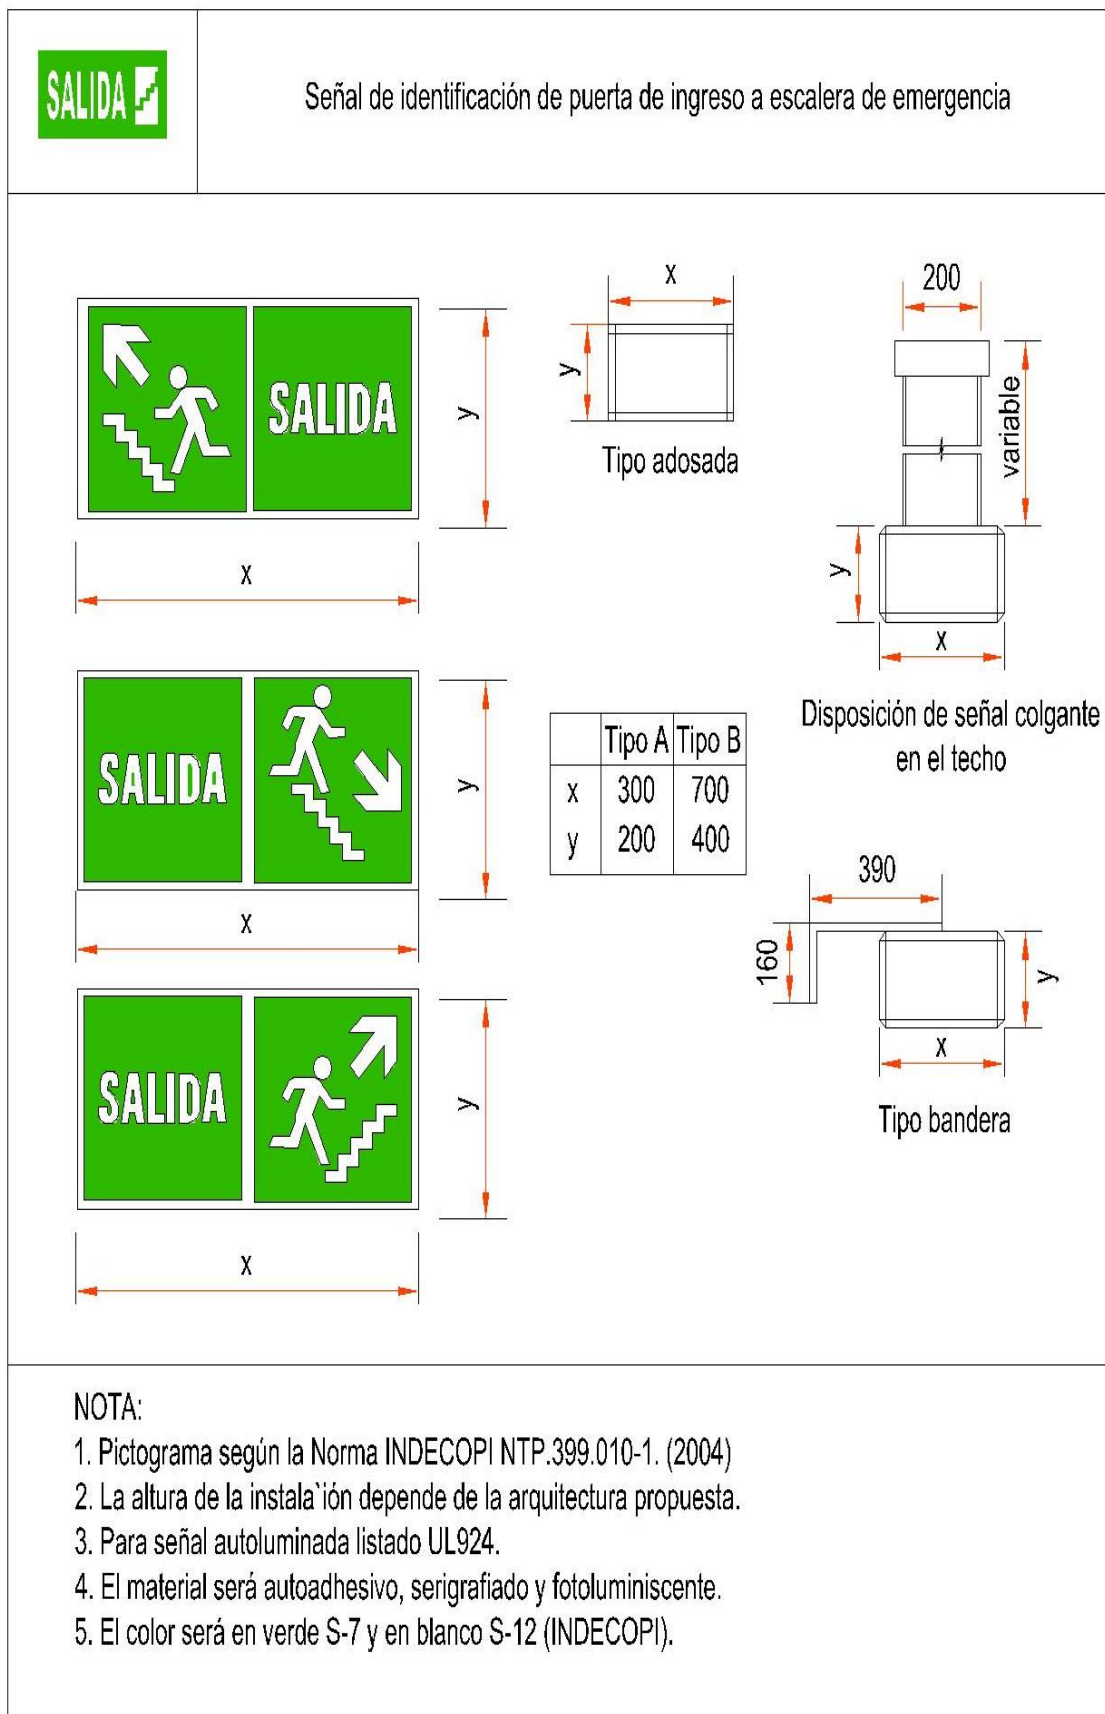 SALIDA
Señal de identificación de puerta de ingreso a escalera de emergencia
SALIDA
y
x
x
y
Tipo adosada
200
variable
y
x
Disposición de señal colgante
en el techo
SALIDA
y
x
Tipo A Tipo B
x 300 700
y 200 400
390
160
y
x
Tipo bandera
SALIDA
y
x
NOTA:
1. Pictograma según la Norma INDECOPI NTP.399.010-1. (2004)
2. La altura de la instala`ión depende de la arquitectura propuesta.
3. Para señal autoluminada listado UL924.
4. El material será autoadhesivo, serigrafiado y fotoluminiscente.
5. El color será en verde S-7 y en blanco S-12 (INDECOPI).